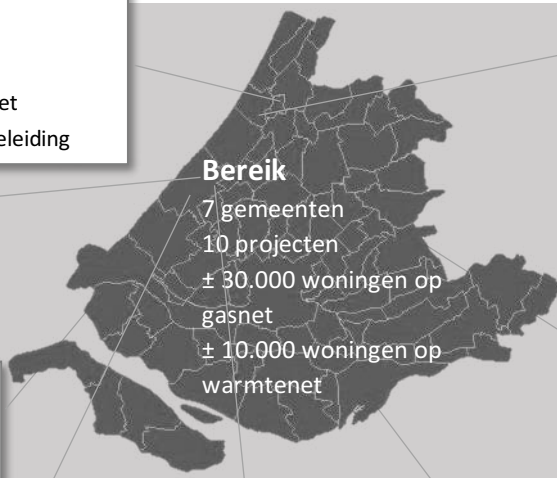 et
eleiding
Bereik
7 gemeenten
10 projecten
± 30.000 woningen op
gasnet
± 10.000 woningen op
warmtenet